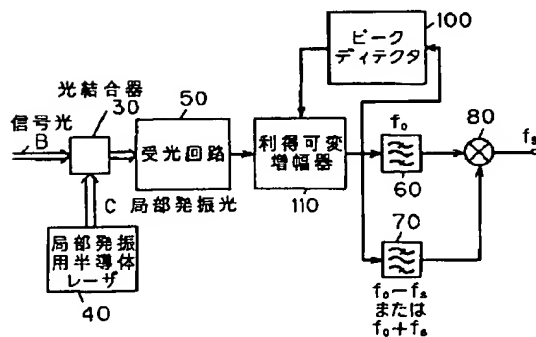 100
ピーク
ディテクタ
光結合器
30
50
信号光
B
受光回路
利得可変
増幅器
110
f₀
60
80
fs
C 局部発振光
局部発振
用半導体
レーザ
40
70
f₀−fs
または
f₀+fs